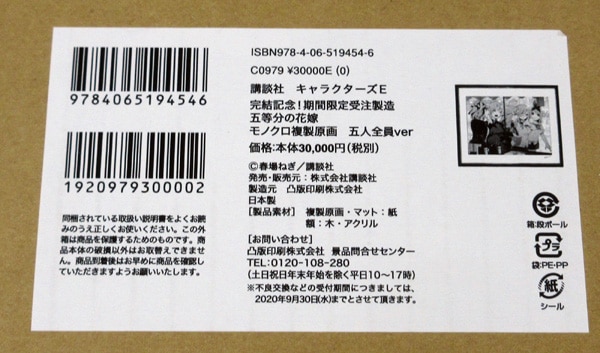 9784065194546
1920979300002
同梱されている取扱い説明書をよくお読
みのうえ正しくお使いください。この外
箱は商品を保護するためのものです。商
品本体の破損以外はお取替えできませ
ん。商品到着後はお早めに商品を確認し
ていただきますようお願いいたします。
ISBN978-4-06-519454-6
C0979 ¥30000E (0)
講談社 キャラクターズE
完結記念!期間限定受注製造
五等分の花嫁
モノクロ複製原画 五人全員ver
価格:本体30,000円(税別)
©春場ねぎ/講談社
発売・販売元:株式会社講談社
製造元 凸版印刷株式会社
日本製
[製品素材] 複製原画・マット:紙
額:木・アクリル
[お問い合わせ]
凸版印刷株式会社 景品問合せセンター
TEL:0120-108-280
(土日祝日年末年始を除く平日10〜17時)
※不良交換などの受付期間につきましては、
2020年9月30日(水)までとさせて頂きます。
箱:段ボール
プラ
袋:PE・PP
紙
シール